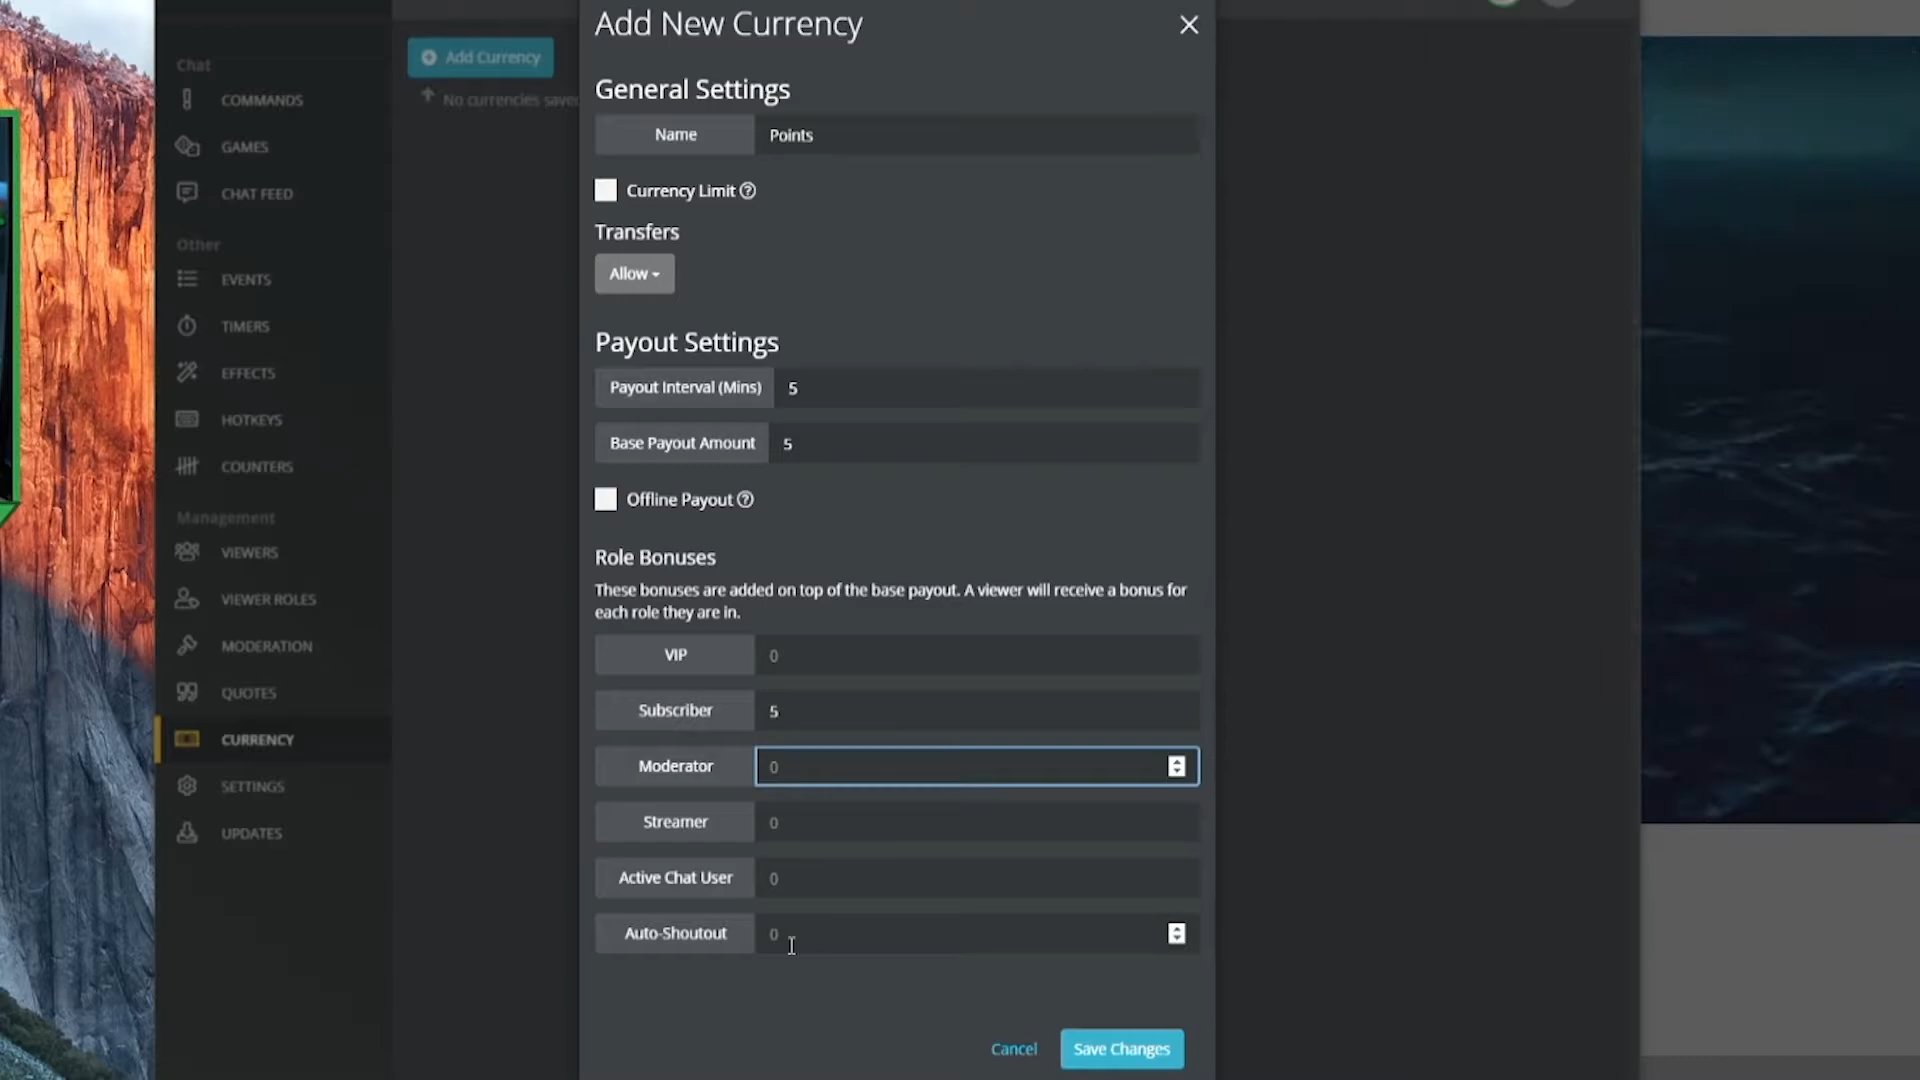 Add New Currency
Chat
COMMANDS
GAMES
CHAT FEED
Other
EVENTS
TIMERS
EFFECTS
HOTKEYS
COUNTERS
Management
VIEWERS
VIEWER ROLES
MODERATION
QUOTES
CURRENCY
SETTINGS
UPDATES
Add Currency
No currencies saved
General Settings
Name Points
Currency Limit
Transfers
Allow
Payout Settings
Payout Interval (Mins) 5
Base Payout Amount 5
Offline Payout
Role Bonuses
These bonuses are added on top of the base payout. A viewer will receive a bonus for
each role they are in.
VIP 0
Subscriber 5
Moderator 0
Streamer 0
Active Chat User 0
Auto-Shoutout 0
Cancel Save Changes